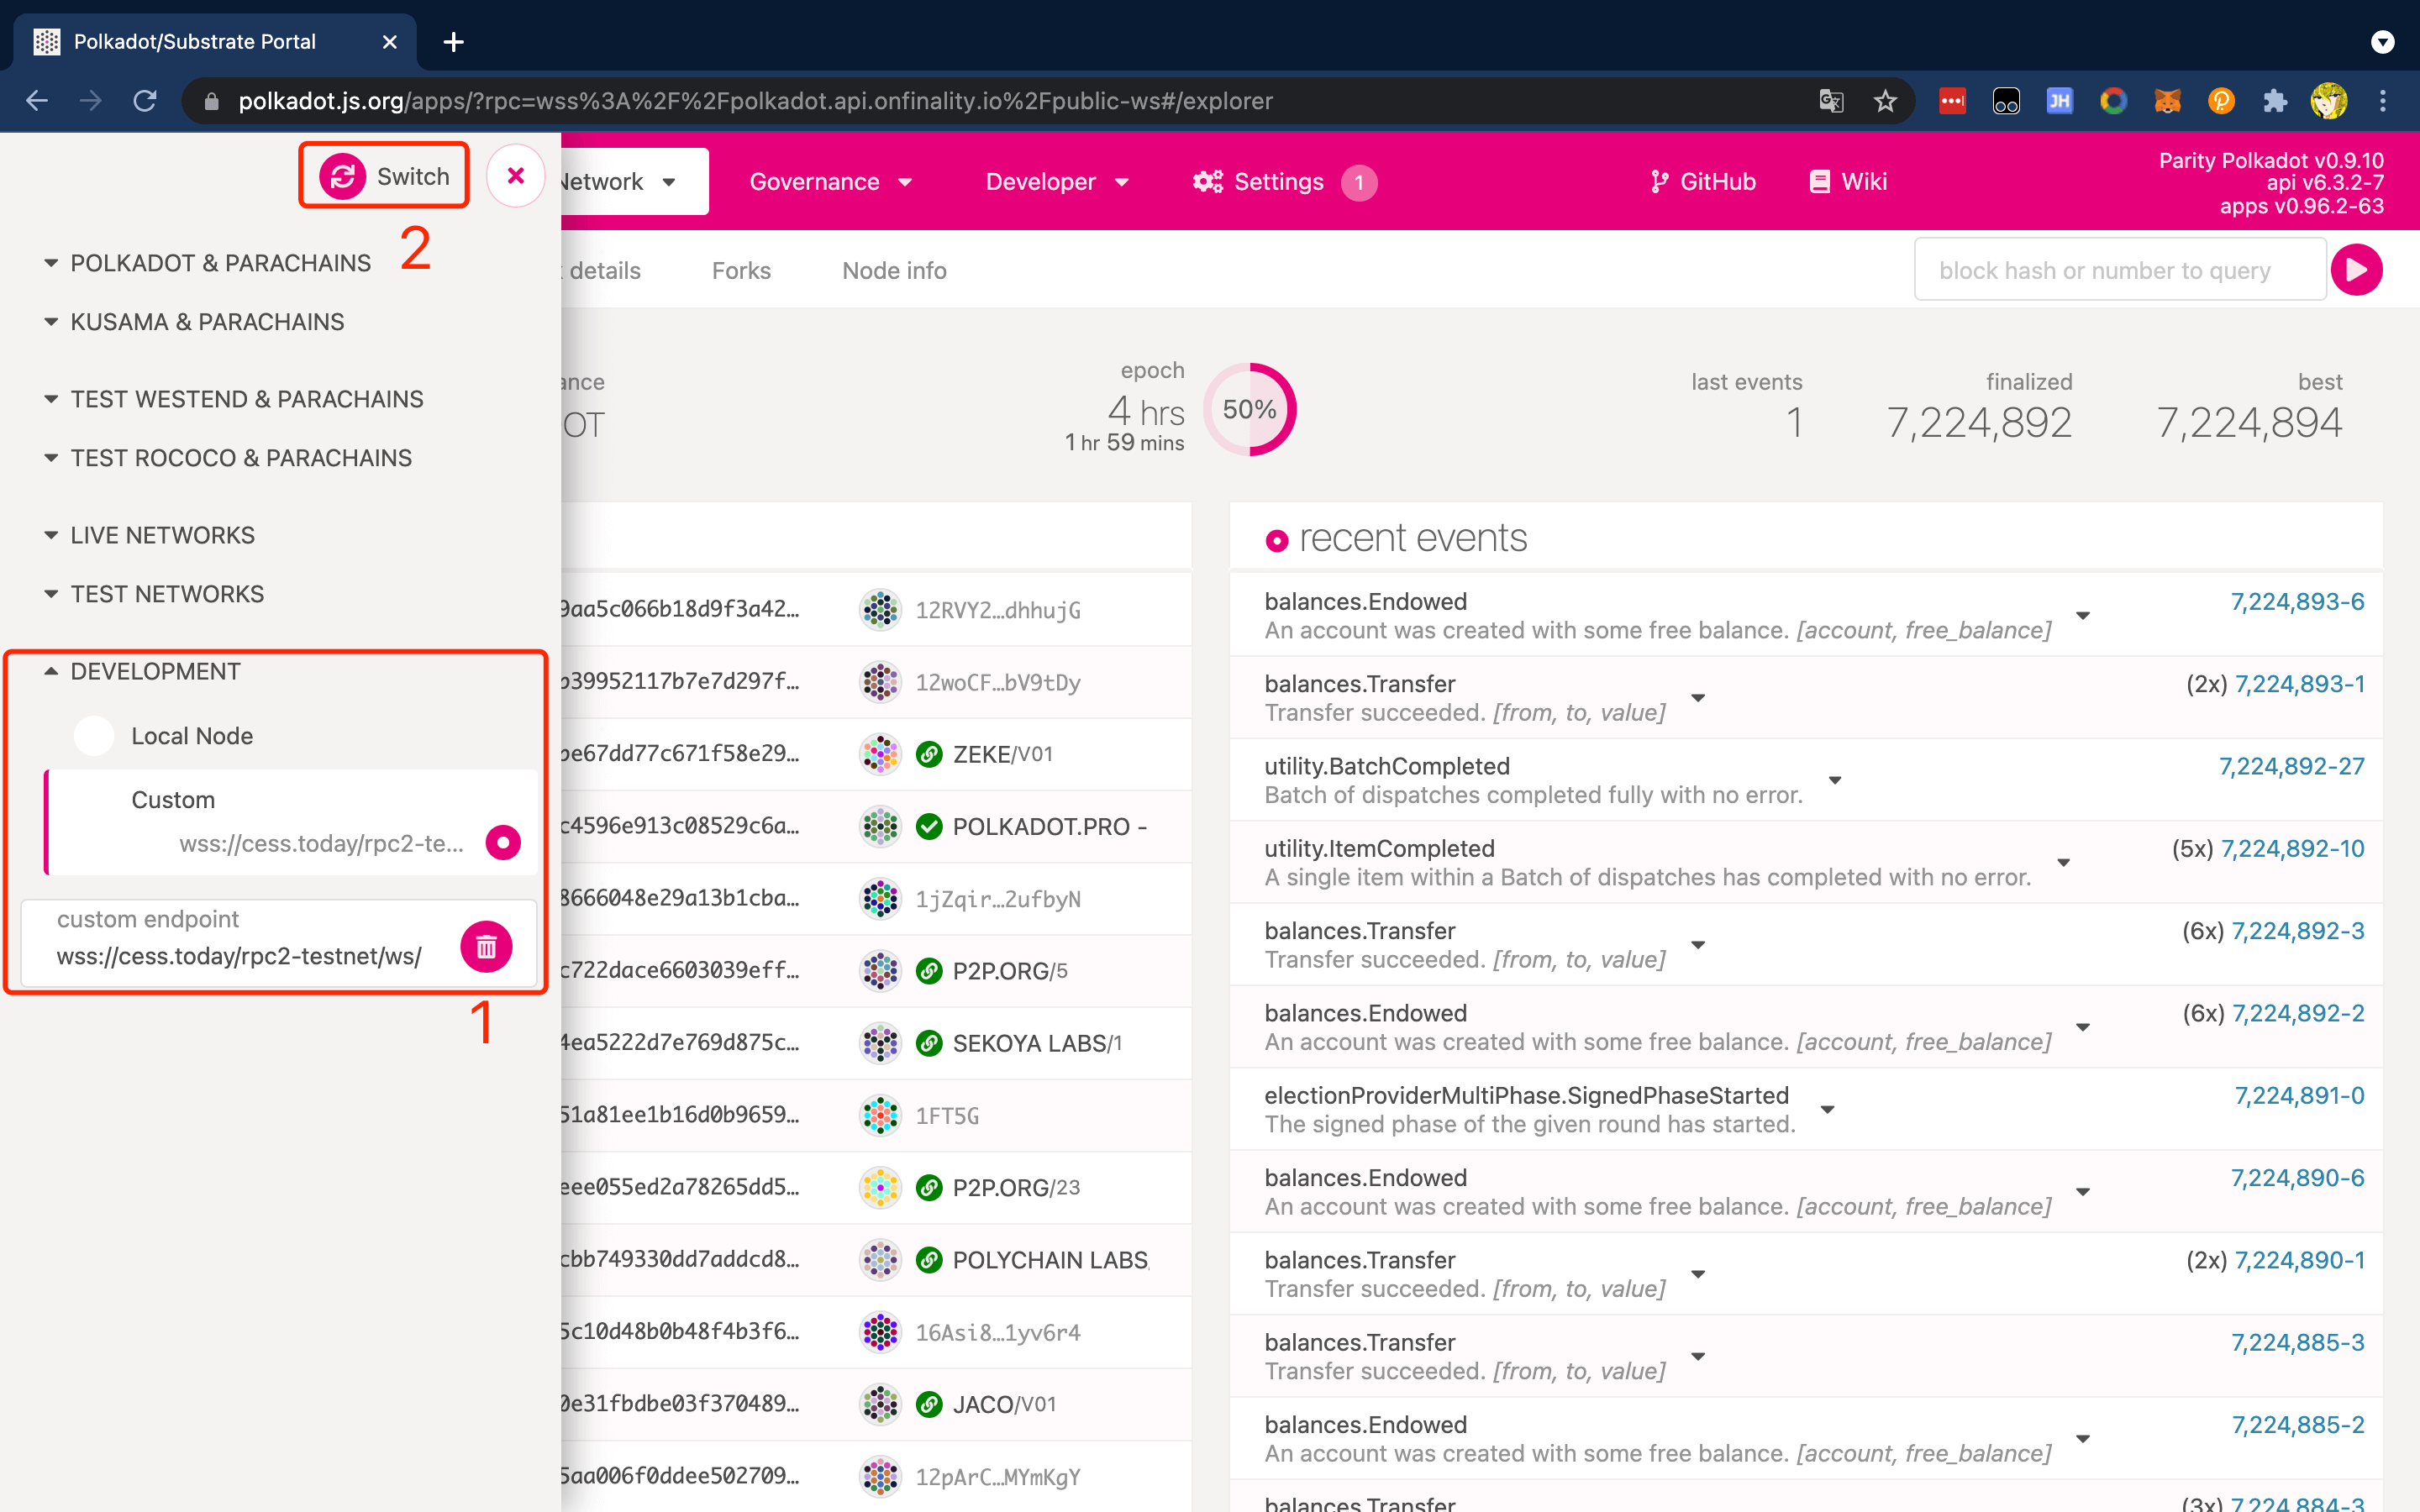 Polkadot/Substrate Portal
polkadot.js.org/apps/?rpc=wss%3A%2F%2Fpolkadot.api.onfinality.io%2Fpublic-ws#/explorer
JH
Switch
2
Network
Governance
Developer
Settings
1
GitHub
Wiki
Parity Polkadot v0.9.10
api v6.3.2-7
apps v0.96.2-63
POLKADOT & PARACHAINS
KUSAMA & PARACHAINS
TEST WESTEND & PARACHAINS
TEST ROCOCO & PARACHAINS
LIVE NETWORKS
TEST NETWORKS
DEVELOPMENT
Local Node
Custom
wss://cess.today/rpc2-te...
custom endpoint
wss://cess.today/rpc2-testnet/ws/
1
details
Forks
Node info
block hash or number to query
ance
OT
epoch
4 hrs
1 hr 59 mins
50%
last events
1
finalized
7,224,892
best
7,224,894
9aa5c066b18d9f3a42…
12RVY2…dhhujG
b39952117b7e7d297f…
12woCF…bV9tDy
be67dd77c671f58e29…
ZEKE/V01
c4596e913c08529c6a…
POLKADOT.PRO -
8666048e29a13b1cba…
1jZqir…2ufbyN
c722dace6603039eff…
P2P.ORG/5
4ea5222d7e769d875c…
SEKOYA LABS/1
51a81ee1b16d0b9659…
1FT5G
eee055ed2a78265dd5…
P2P.ORG/23
cbb749330dd7addcd8…
POLYCHAIN LABS
5c10d48b0b48f4b3f6…
16Asi8…1yv6r4
0e31fbdbe03f370489…
JACO/V01
5aa006f0ddee502709…
12pArC…MYmKgY
recent events
balances.Endowed
An account was created with some free balance. [account, free_balance]
7,224,893-6
balances.Transfer
Transfer succeeded. [from, to, value]
(2x) 7,224,893-1
utility.BatchCompleted
Batch of dispatches completed fully with no error.
7,224,892-27
utility.ItemCompleted
A single item within a Batch of dispatches has completed with no error.
(5x) 7,224,892-10
balances.Transfer
Transfer succeeded. [from, to, value]
(6x) 7,224,892-3
balances.Endowed
An account was created with some free balance. [account, free_balance]
(6x) 7,224,892-2
electionProviderMultiPhase.SignedPhaseStarted
The signed phase of the given round has started.
7,224,891-0
balances.Endowed
An account was created with some free balance. [account, free_balance]
7,224,890-6
balances.Transfer
Transfer succeeded. [from, to, value]
(2x) 7,224,890-1
balances.Transfer
Transfer succeeded. [from, to, value]
7,224,885-3
balances.Endowed
An account was created with some free balance. [account, free_balance]
7,224,885-2
balances.Transfer
(3x) 7,224,884-3